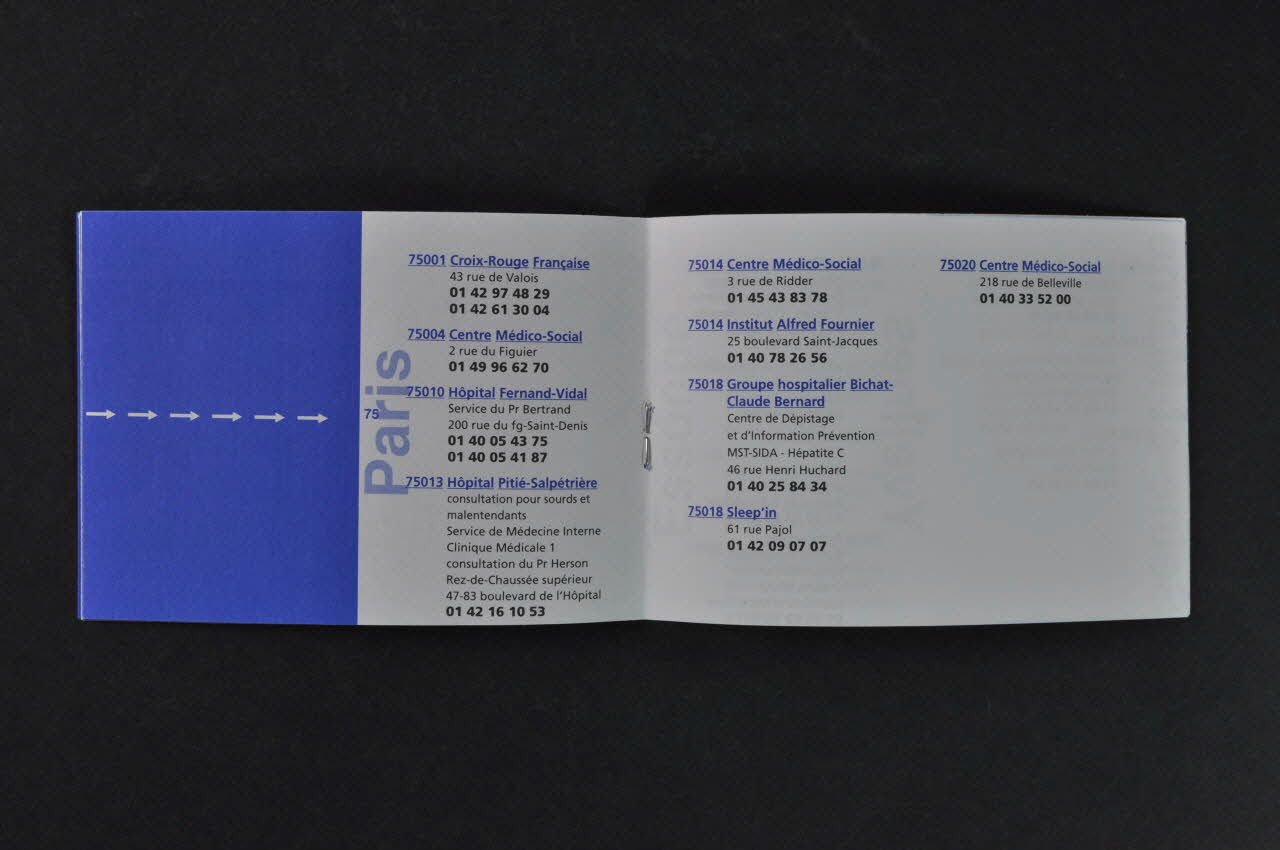 75
Paris
75001 Croix-Rouge Française
43 rue de Valois
01 42 97 48 29
01 42 61 30 04
75004 Centre Médico-Social
2 rue du Figuier
01 49 96 62 70
75010 Hôpital Fernand-Vidal
Service du Pr Bertrand
200 rue du fg-Saint-Denis
01 40 05 43 75
01 40 05 41 87
75013 Hôpital Pitié-Salpétrière
consultation pour sourds et
malentendants
Service de Médecine Interne
Clinique Médicale 1
consultation du Pr Herson
Rez-de-Chaussée supérieur
47-83 boulevard de l'Hôpital
01 42 16 10 53
75014 Centre Médico-Social
3 rue de Ridder
01 45 43 83 78
75014 Institut Alfred Fournier
25 boulevard Saint-Jacques
01 40 78 26 56
75018 Groupe hospitalier Bichat-
Claude Bernard
Centre de Dépistage
et d'Information Prévention
MST-SIDA - Hépatite C
46 rue Henri Huchard
01 40 25 84 34
75018 Sleep'in
61 rue Pajol
01 42 09 07 07
75020 Centre Médico-Social
218 rue de Belleville
01 40 33 52 00